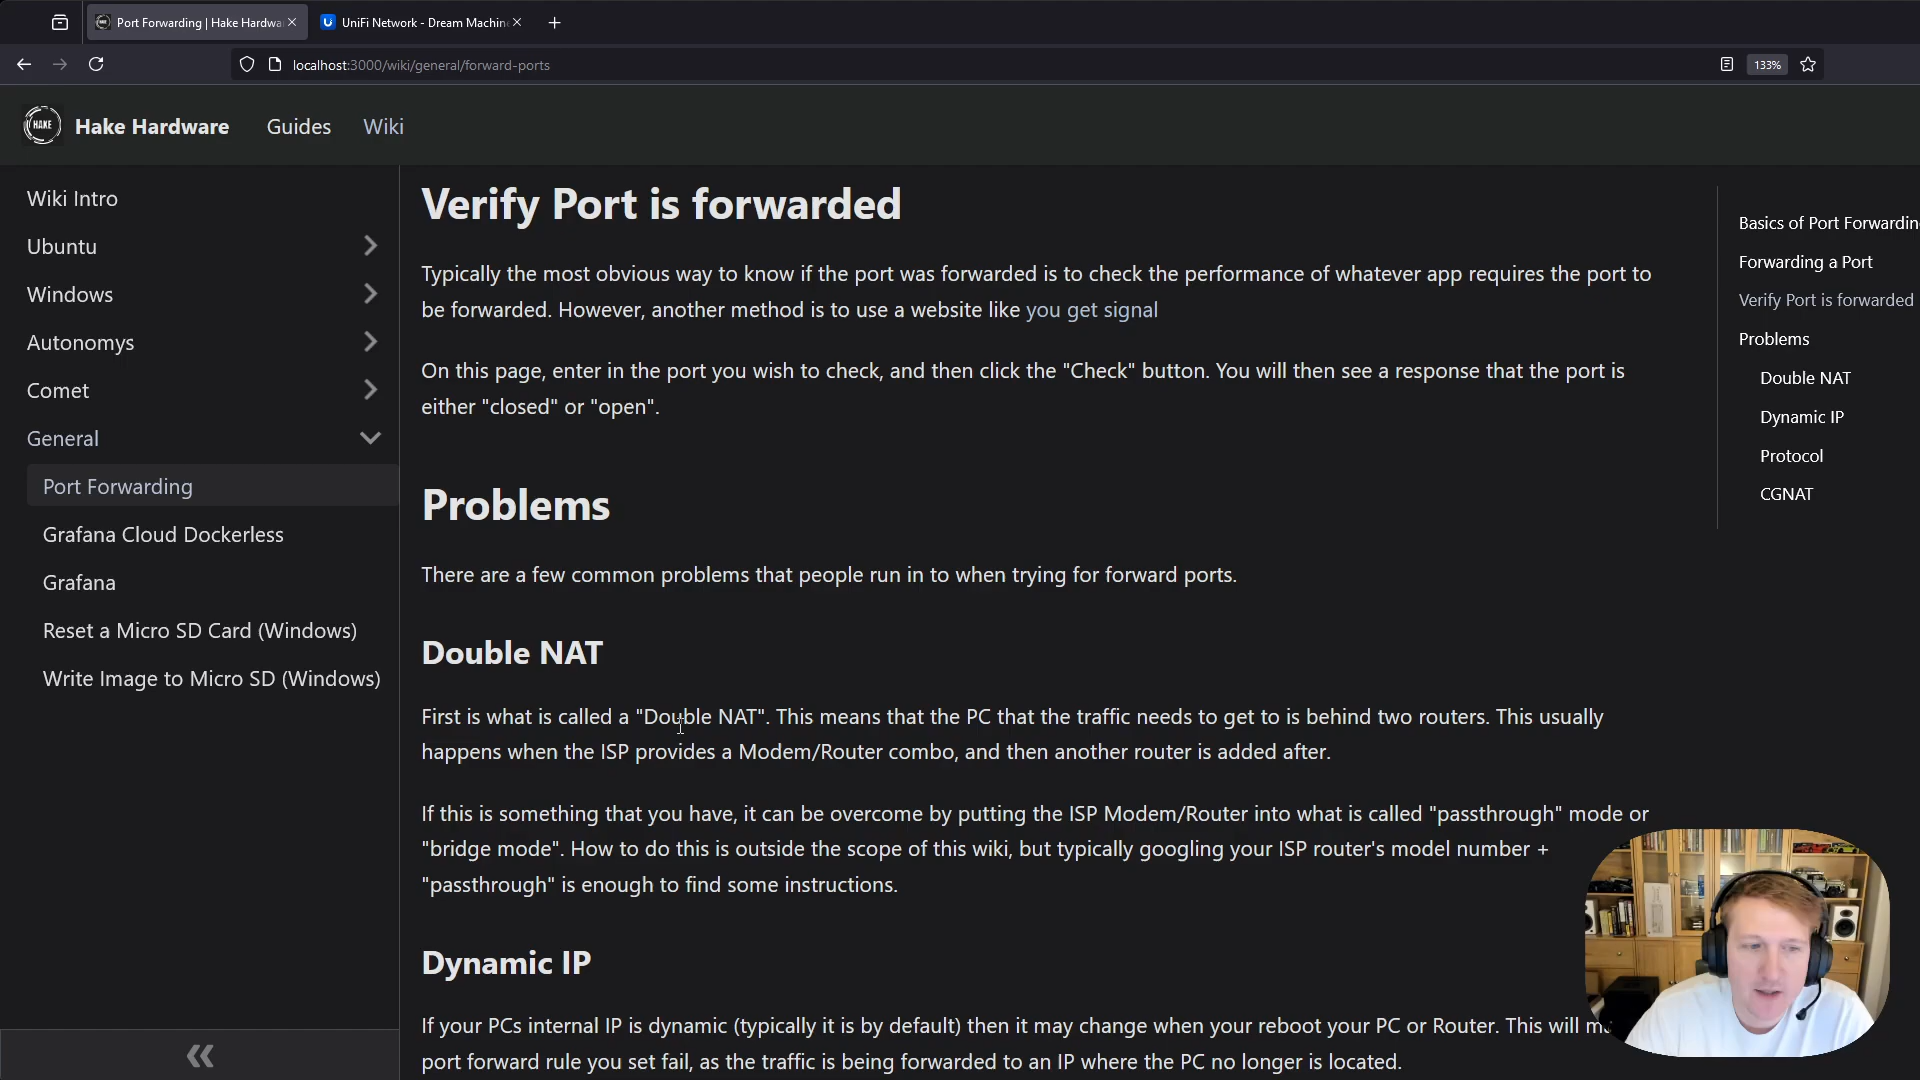 Port Forwarding | Hake Hardwa
UniFi Network - Dream Machin
localhost:3000/wiki/general/forward-ports
133%
HAKE
Hake Hardware
Guides
Wiki
Wiki Intro
Ubuntu
Windows
Autonomys
Comet
General
Port Forwarding
Grafana Cloud Dockerless
Grafana
Reset a Micro SD Card (Windows)
Write Image to Micro SD (Windows)
Verify Port is forwarded
Typically the most obvious way to know if the port was forwarded is to check the performance of whatever app requires the port to
be forwarded. However, another method is to use a website like you get signal
On this page, enter in the port you wish to check, and then click the "Check" button. You will then see a response that the port is
either "closed" or "open".
Problems
There are a few common problems that people run in to when trying for forward ports.
Double NAT
First is what is called a "Double NAT". This means that the PC that the traffic needs to get to is behind two routers. This usually
happens when the ISP provides a Modem/Router combo, and then another router is added after.
If this is something that you have, it can be overcome by putting the ISP Modem/Router into what is called "passthrough" mode or
"bridge mode". How to do this is outside the scope of this wiki, but typically googling your ISP router's model number +
"passthrough" is enough to find some instructions.
Dynamic IP
If your PCs internal IP is dynamic (typically it is by default) then it may change when your reboot your PC or Router. This will m
port forward rule you set fail, as the traffic is being forwarded to an IP where the PC no longer is located.
Basics of Port Forwardin
Forwarding a Port
Verify Port is forwarded
Problems
Double NAT
Dynamic IP
Protocol
CGNAT